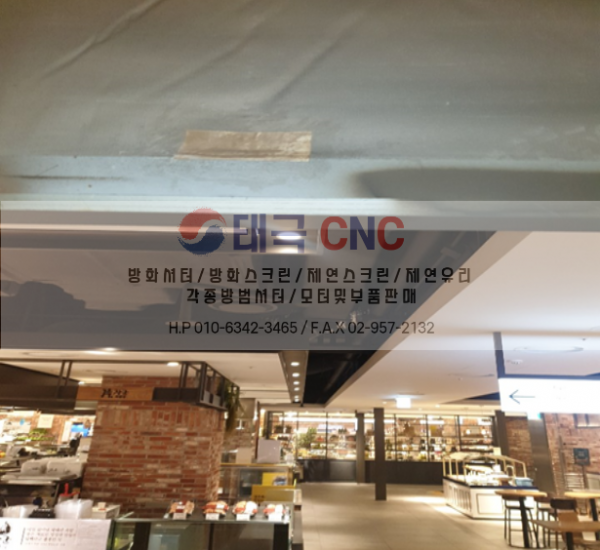 태극 CNC
방화셔터/방화스크린/제연스크린/제연유리
각종방범셔터/모터및부품판매
H.P 010-6342-3465 / F.A.X 02-957-2132